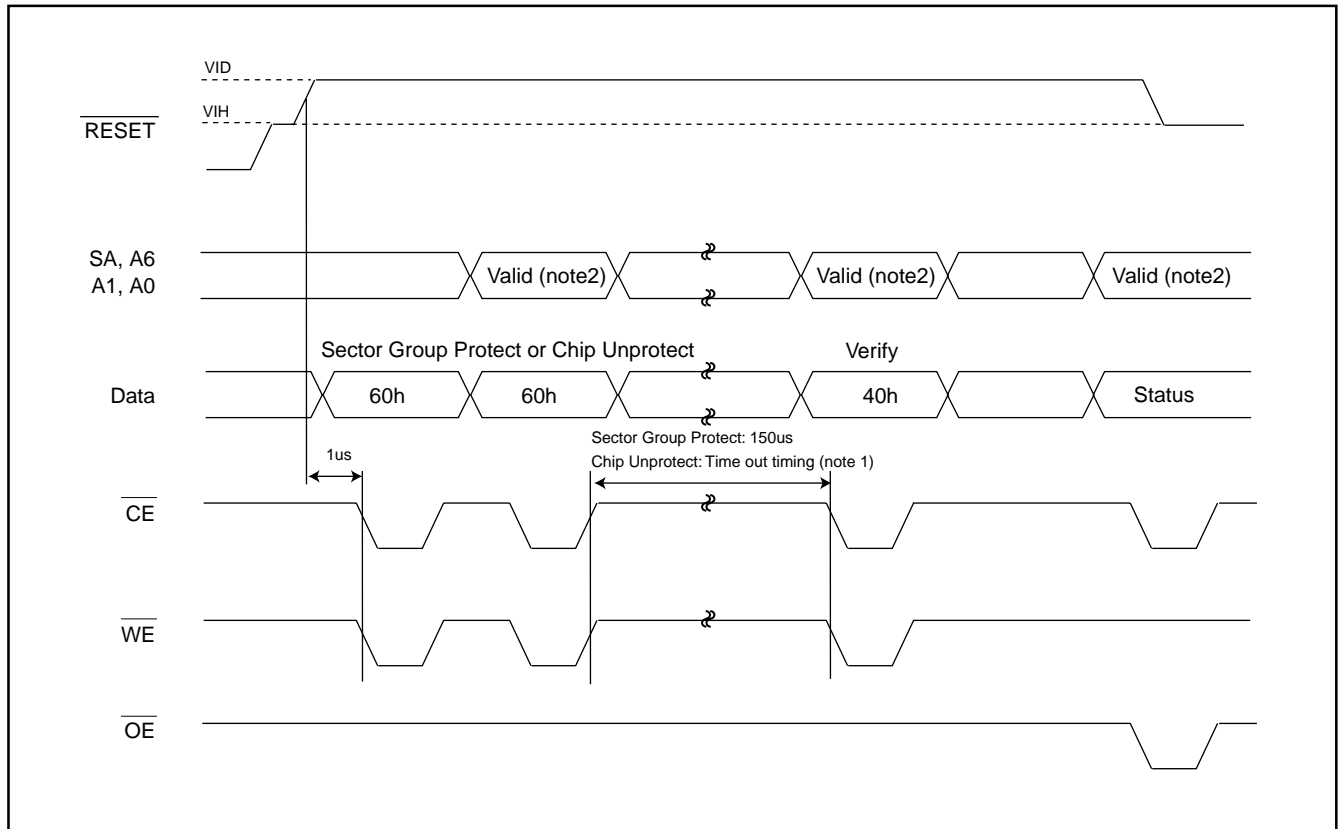 VID
VIH
RESET
SA, A6
A1, A0
Valid (note2)
Valid (note2)
Valid (note2)
Sector Group Protect or Chip Unprotect
Verify
Data
60h
60h
40h
Status
Sector Group Protect: 150us
Chip Unprotect: Time out timing (note 1)
1us
CE
WE
OE